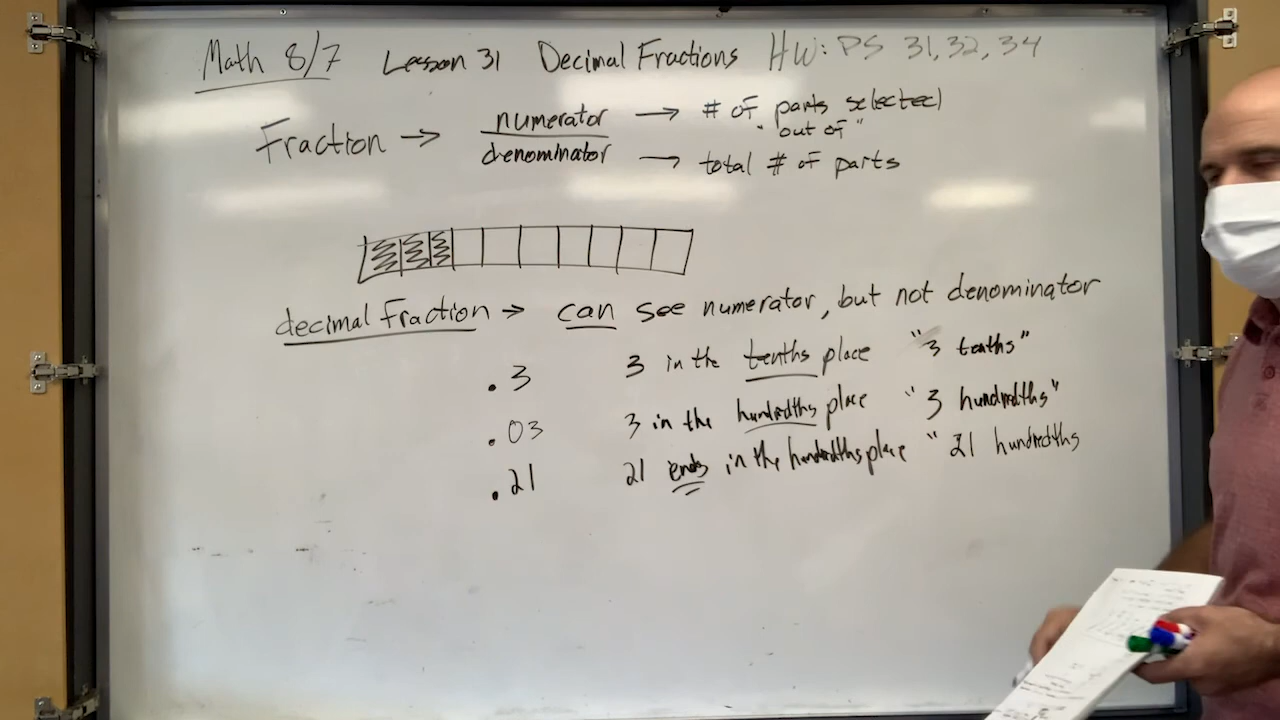 Math 8/7 Lesson 31 Decimal Fractions HW: PS 31, 32, 34
Fraction → numerator → # of parts selected
"out of"
denominator → total # of parts
decimal fraction → can see numerator, but not denominator
.3 3 in the tenths place "3 tenths"
.03 3 in the hundredths place "3 hundredths"
.21 21 ends in the hundredths place "21 hundredths